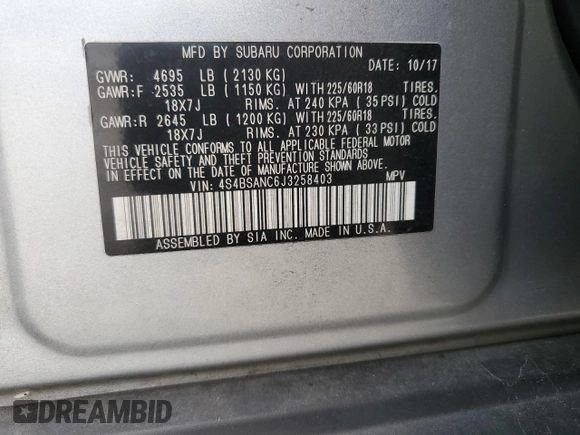 MFD BY SUBARU CORPORATION
DATE: 10/17
GVWR: 4695 LB ( 2130 KG)
GAWR:F 2535 LB ( 1150 KG) WITH 225/60R18 TIRES.
18X7J RIMS. AT 240 KPA ( 35 PSI) COLD
GAWR:R 2645 LB ( 1200 KG) WITH 225/60R18 TIRES.
18X7J RIMS. AT 230 KPA ( 33 PSI) COLD
THIS VEHICLE CONFORMS TO ALL APPLICABLE FEDERAL MOTOR
VEHICLE SAFETY AND THEFT PREVENTION STANDARDS
IN EFFECT ON THE DATE OF MANUFACTURE SHOWN ABOVE.
VIN: 4S4BSANC6J3258403 MPV
ASSEMBLED BY SIA INC. MADE IN U.S.A.
DREAMBID